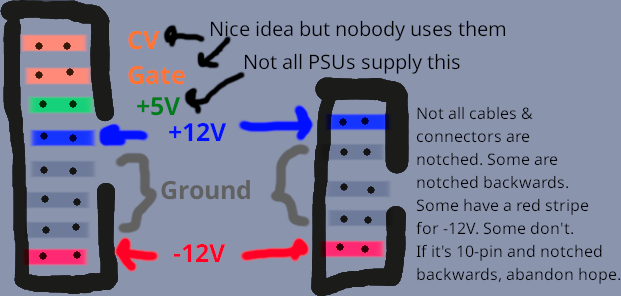 Nice idea but nobody uses them
CV
Gate
Not all PSUs supply this
+5V
+12V
Ground
-12V
Not all cables &
connectors are
notched. Some are
notched backwards.
Some have a red stripe
for -12V. Some don't.
If it's 10-pin and notched
backwards, abandon hope.